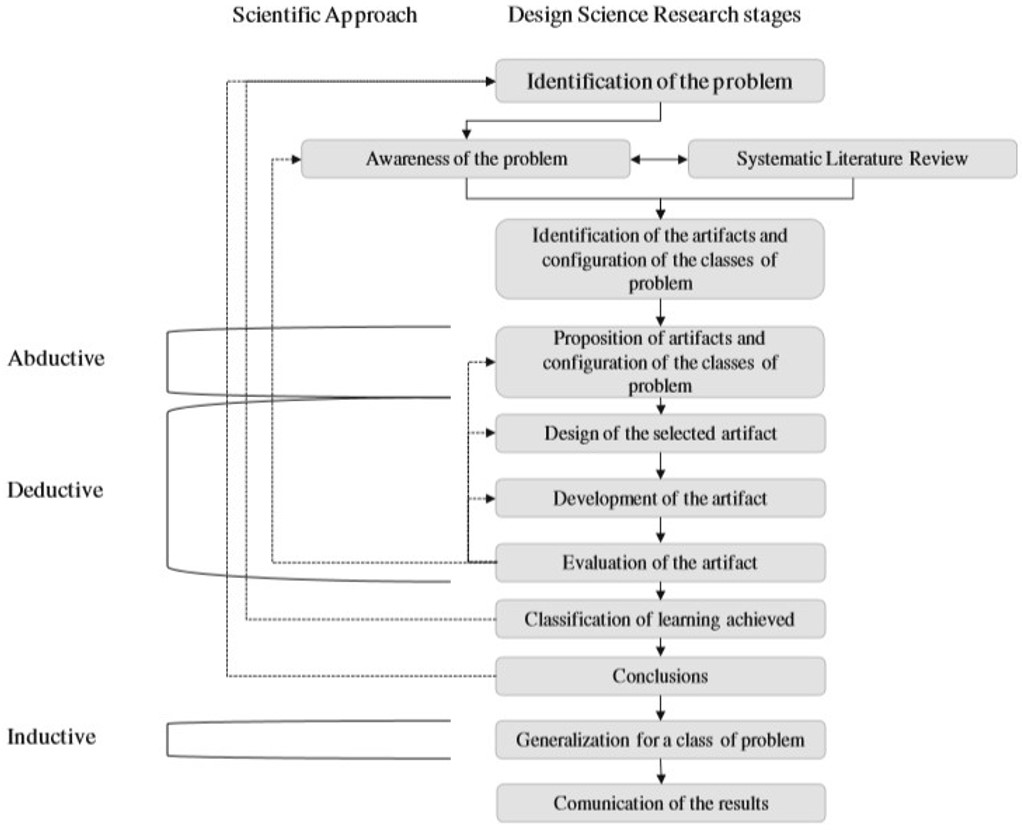 Scientific Approach
Design Science Research stages
Identification of the problem
Awareness of the problem
Systematic Literature Review
Identification of the artifacts and
configuration of the classes of
problem
Abductive
Proposition of artifacts and
configuration of the classes of
problem
Design of the selected artifact
Deductive
Development of the artifact
Evaluation of the artifact
Classification of learning achieved
Conclusions
Inductive
Generalization for a class of problem
Comunication of the results